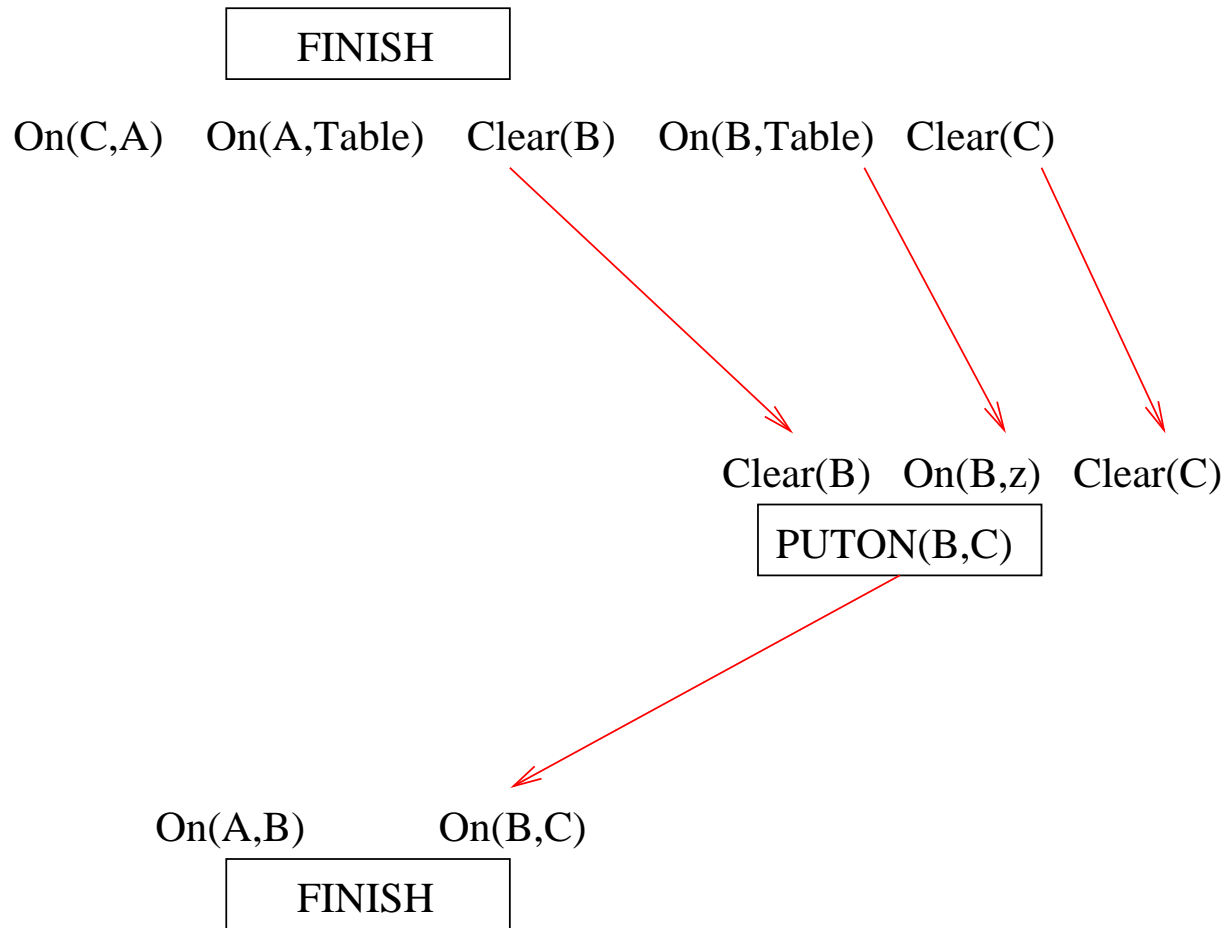 FINISH
On(C,A) On(A,Table) Clear(B) On(B,Table) Clear(C)
Clear(B) On(B,z) Clear(C)
PUTON(B,C)
On(A,B) On(B,C)
FINISH